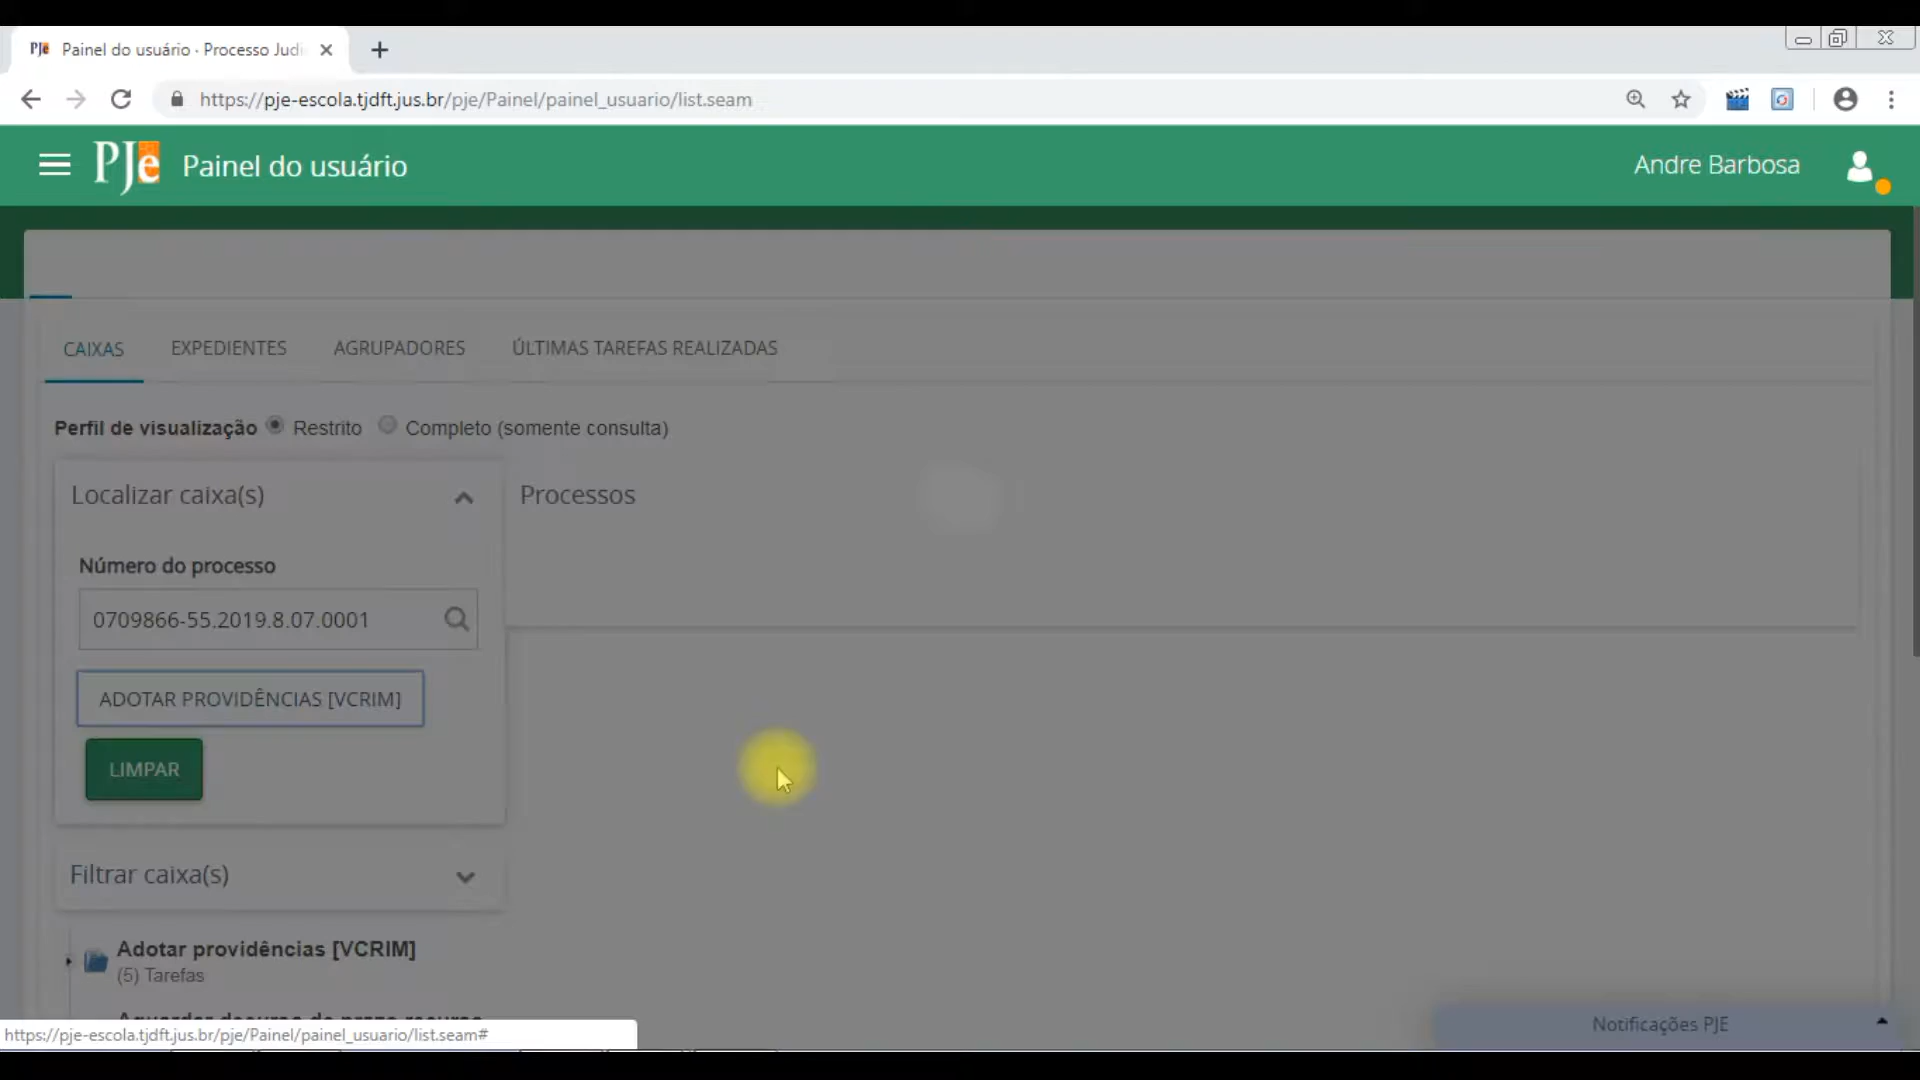 PJe Painel do usuário · Processo Judi
https://pje-escola.tjdft.jus.br/pje/Painel/painel_usuario/list.seam
PJe Painel do usuário
Andre Barbosa
CAIXAS EXPEDIENTES AGRUPADORES ÚLTIMAS TAREFAS REALIZADAS
Perfil de visualização Restrito Completo (somente consulta)
Localizar caixa(s)
Processos
Número do processo
0709866-55.2019.8.07.0001
ADOTAR PROVIDÊNCIAS [VCRIM]
LIMPAR
Filtrar caixa(s)
Adotar providências [VCRIM]
(5) Tarefas
https://pje-escola.tjdft.jus.br/pje/Painel/painel_usuario/list.seam#
Notificações PJE